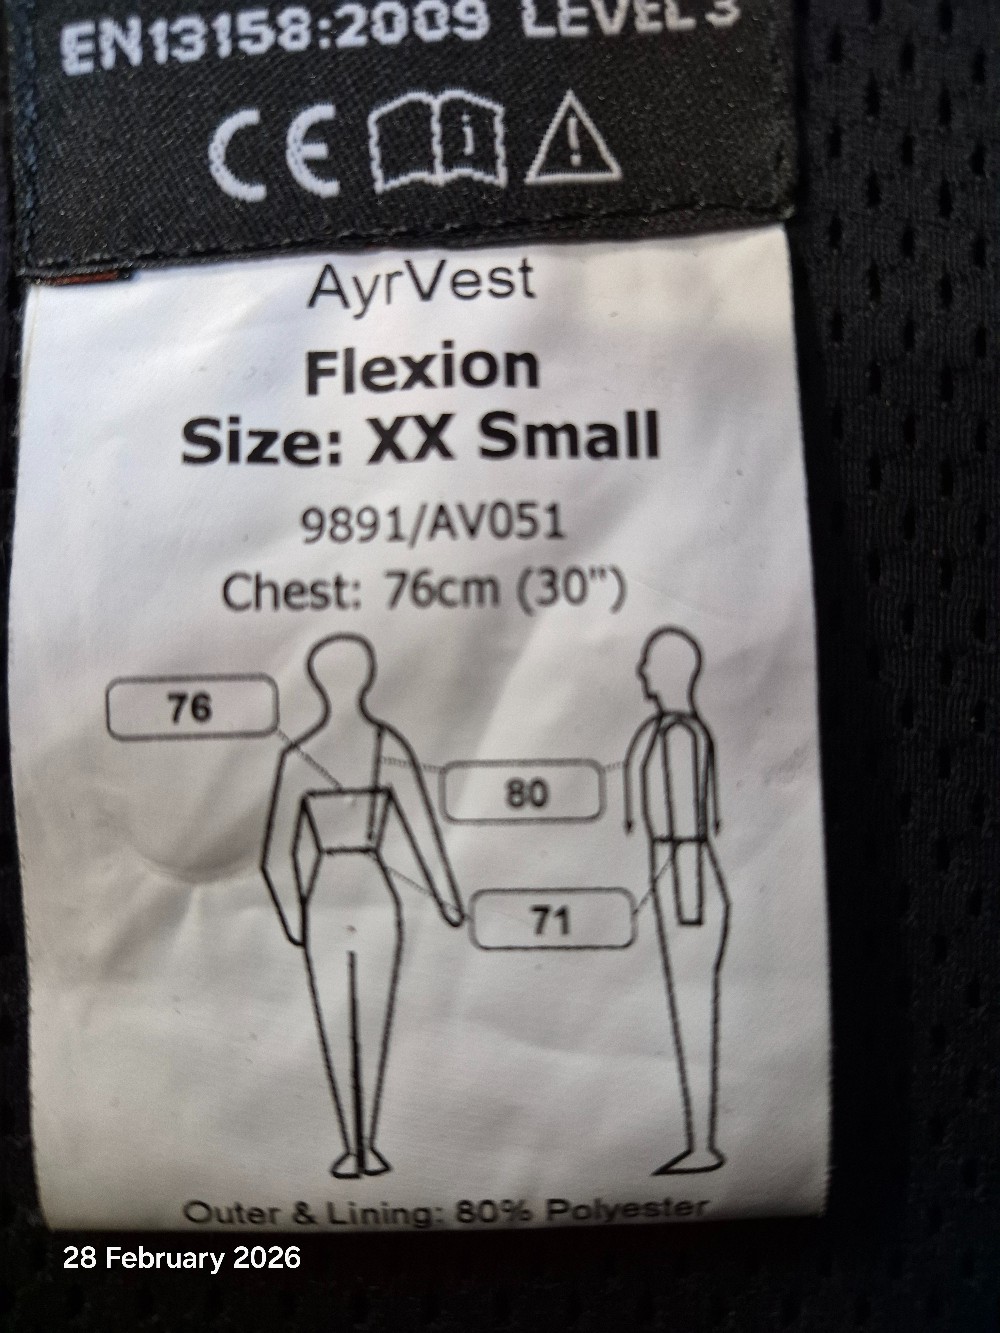 EN13158:2009 LEVEL 3
CE i !
AyrVest
Flexion
Size: XX Small
9891/AV051
Chest: 76cm (30")
76
80
71
Outer & Lining: 80% Polyester
28 February 2026